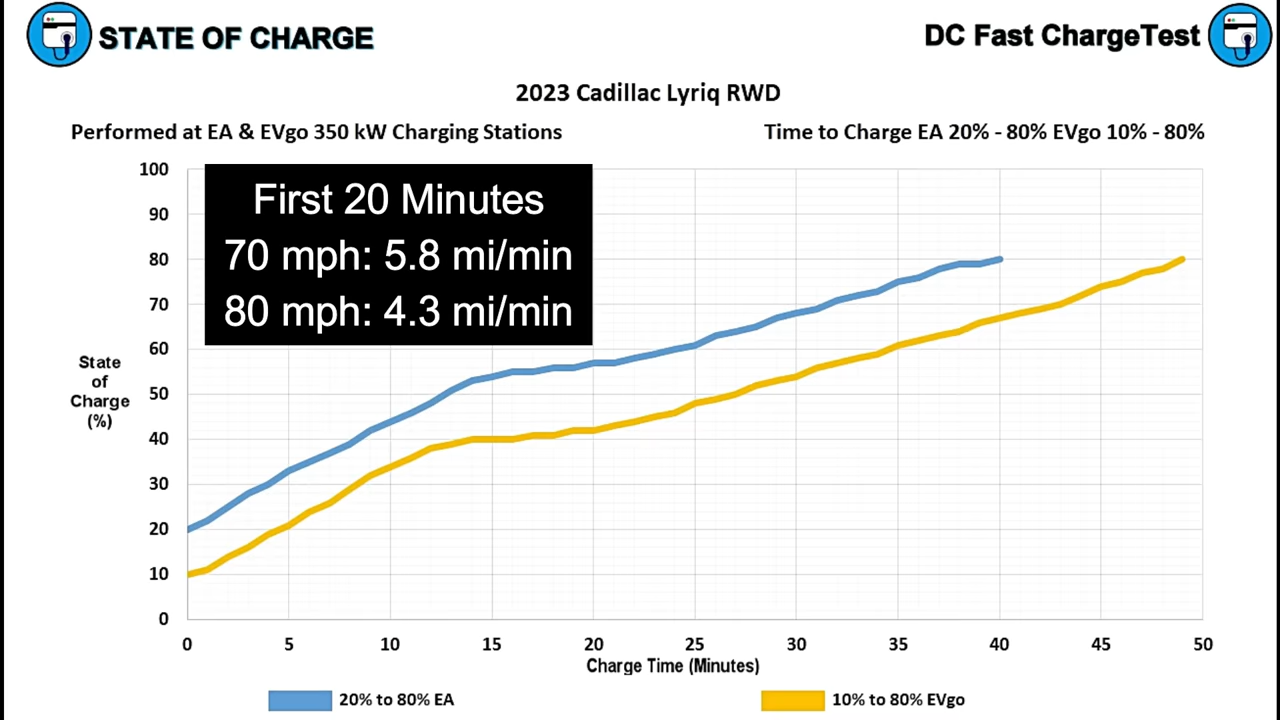 STATE OF CHARGE
DC Fast ChargeTest
2023 Cadillac Lyriq RWD
Performed at EA & EVgo 350 kW Charging Stations
Time to Charge EA 20% - 80% EVgo 10% - 80%
First 20 Minutes
70 mph: 5.8 mi/min
80 mph: 4.3 mi/min
100
90
80
70
60
50
40
30
20
10
0
State
of
Charge
(%)
0 5 10 15 20 25 30 35 40 45 50
Charge Time (Minutes)
20% to 80% EA
10% to 80% EVgo